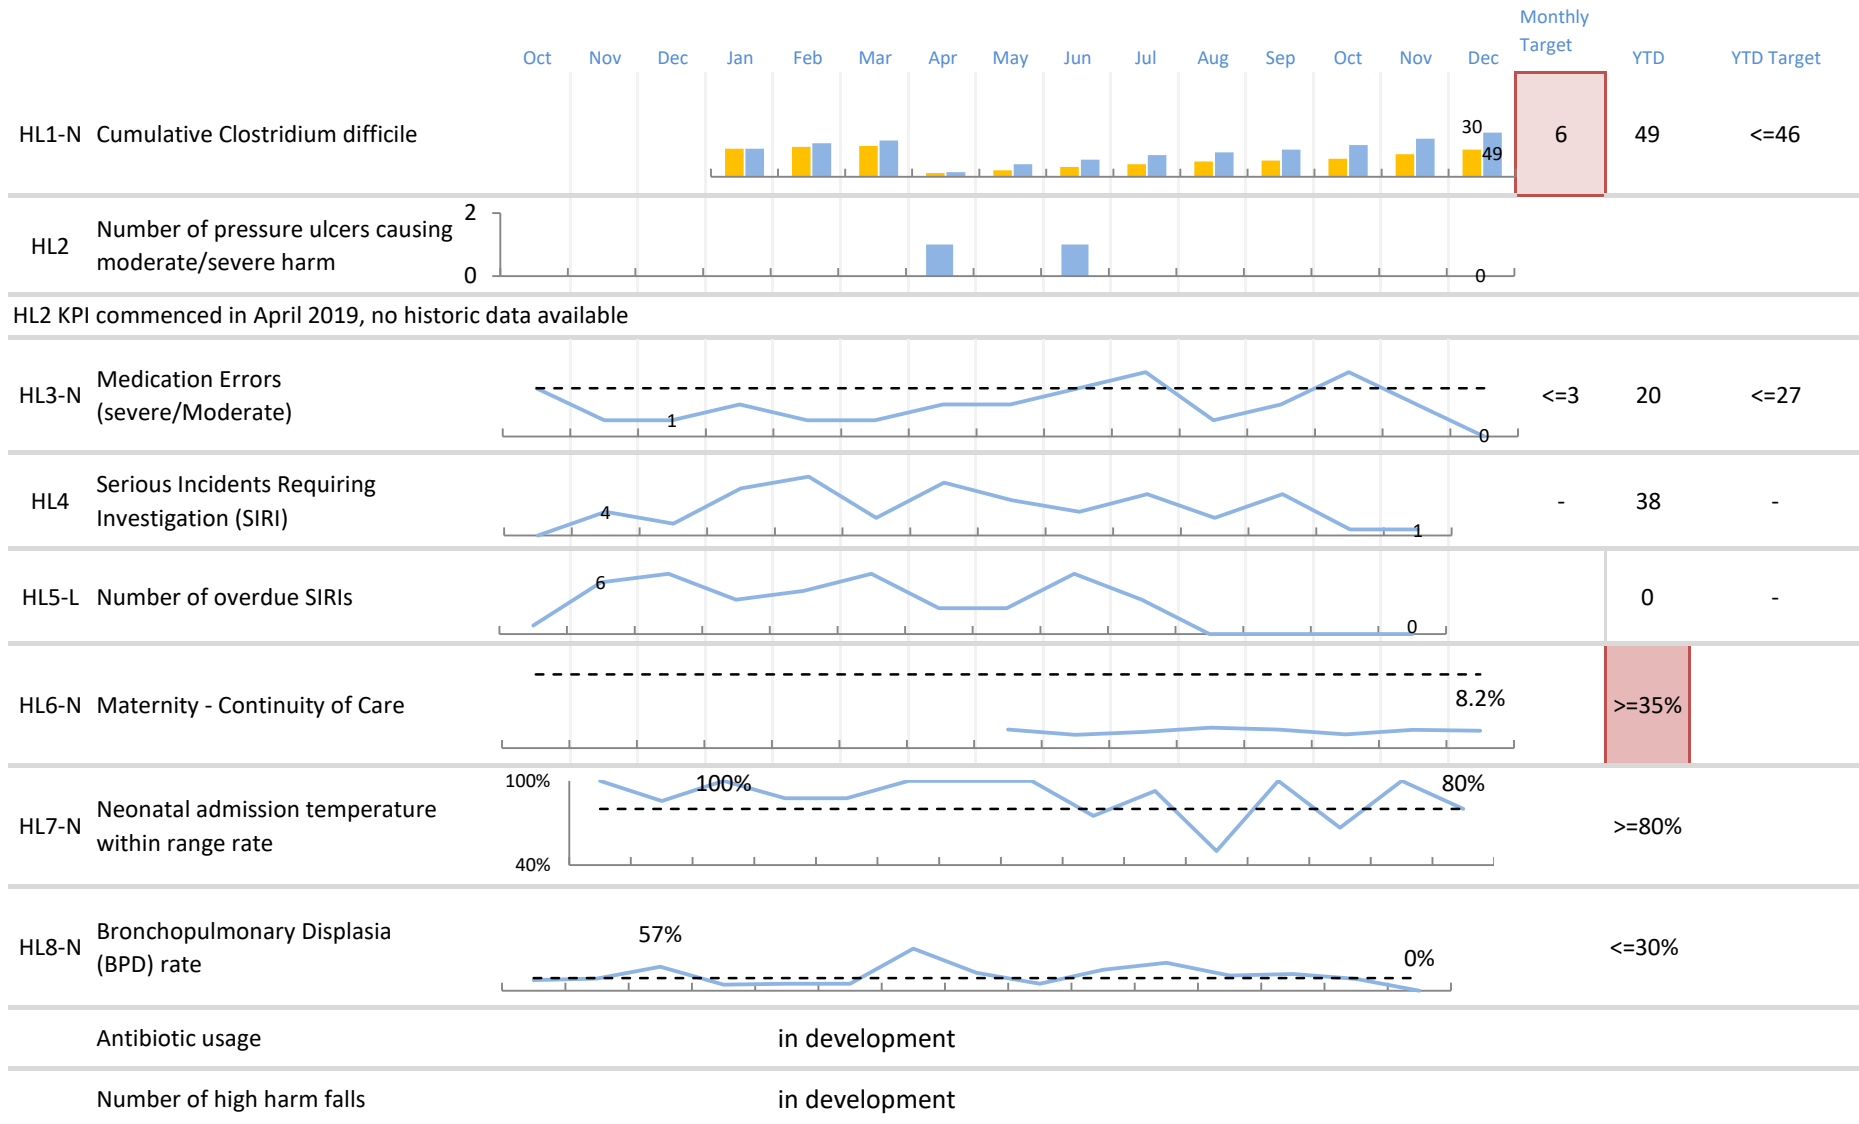 Monthly
Target
Oct Nov Dec Jan Feb Mar Apr May Jun Jul Aug Sep Oct Nov Dec YTD YTD Target
HL1-N Cumulative Clostridium difficile 30 49 6 49 <=46
HL2 Number of pressure ulcers causing
moderate/severe harm
2
0
0
HL2 KPI commenced in April 2019, no historic data available
HL3-N Medication Errors
(severe/Moderate)
1 0 <=3 20 <=27
HL4 Serious Incidents Requiring
Investigation (SIRI)
4 1 - 38 -
HL5-L Number of overdue SIRIs 6 0 0 -
HL6-N Maternity - Continuity of Care 8.2% >=35%
HL7-N Neonatal admission temperature
within range rate
100%
40%
100% 80% >=80%
HL8-N Bronchopulmonary Displasia
(BPD) rate
57% 0% <=30%
Antibiotic usage in development
Number of high harm falls in development